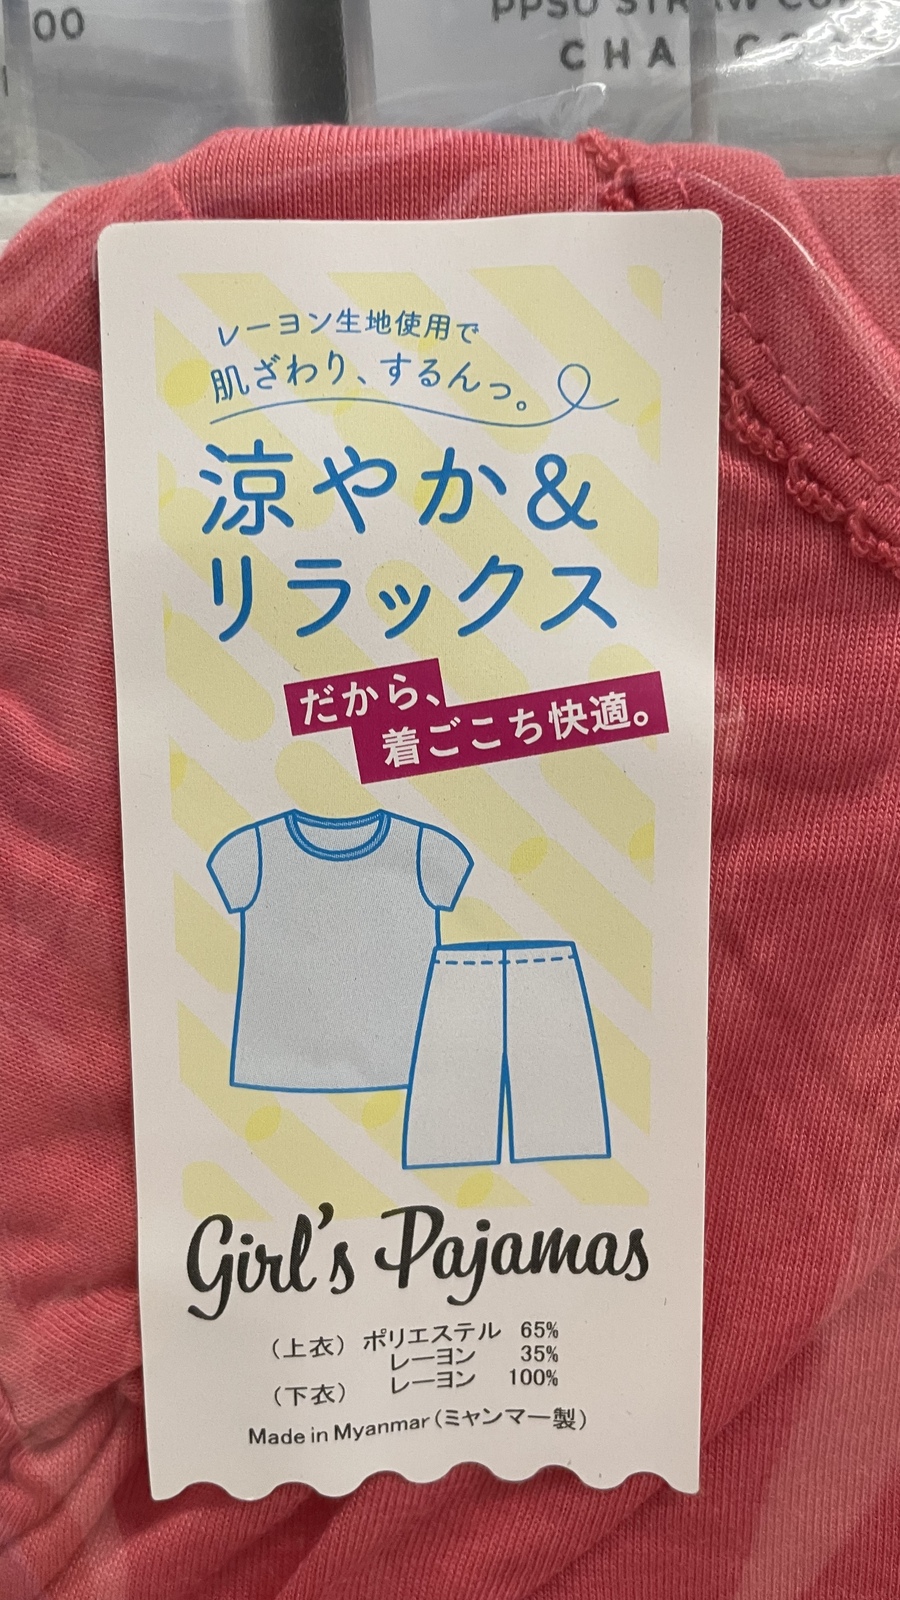 00
PPSU STRAW CU
CHA
レーヨン生地使用で
肌ざわり、するんっ。
涼やか&
リラックス
だから、
着ごこち快適。
Girl's Pajamas
（上衣）ポリエステル 65%
レーヨン 35%
（下衣） レーヨン 100%
Made in Myanmar（ミャンマー製）